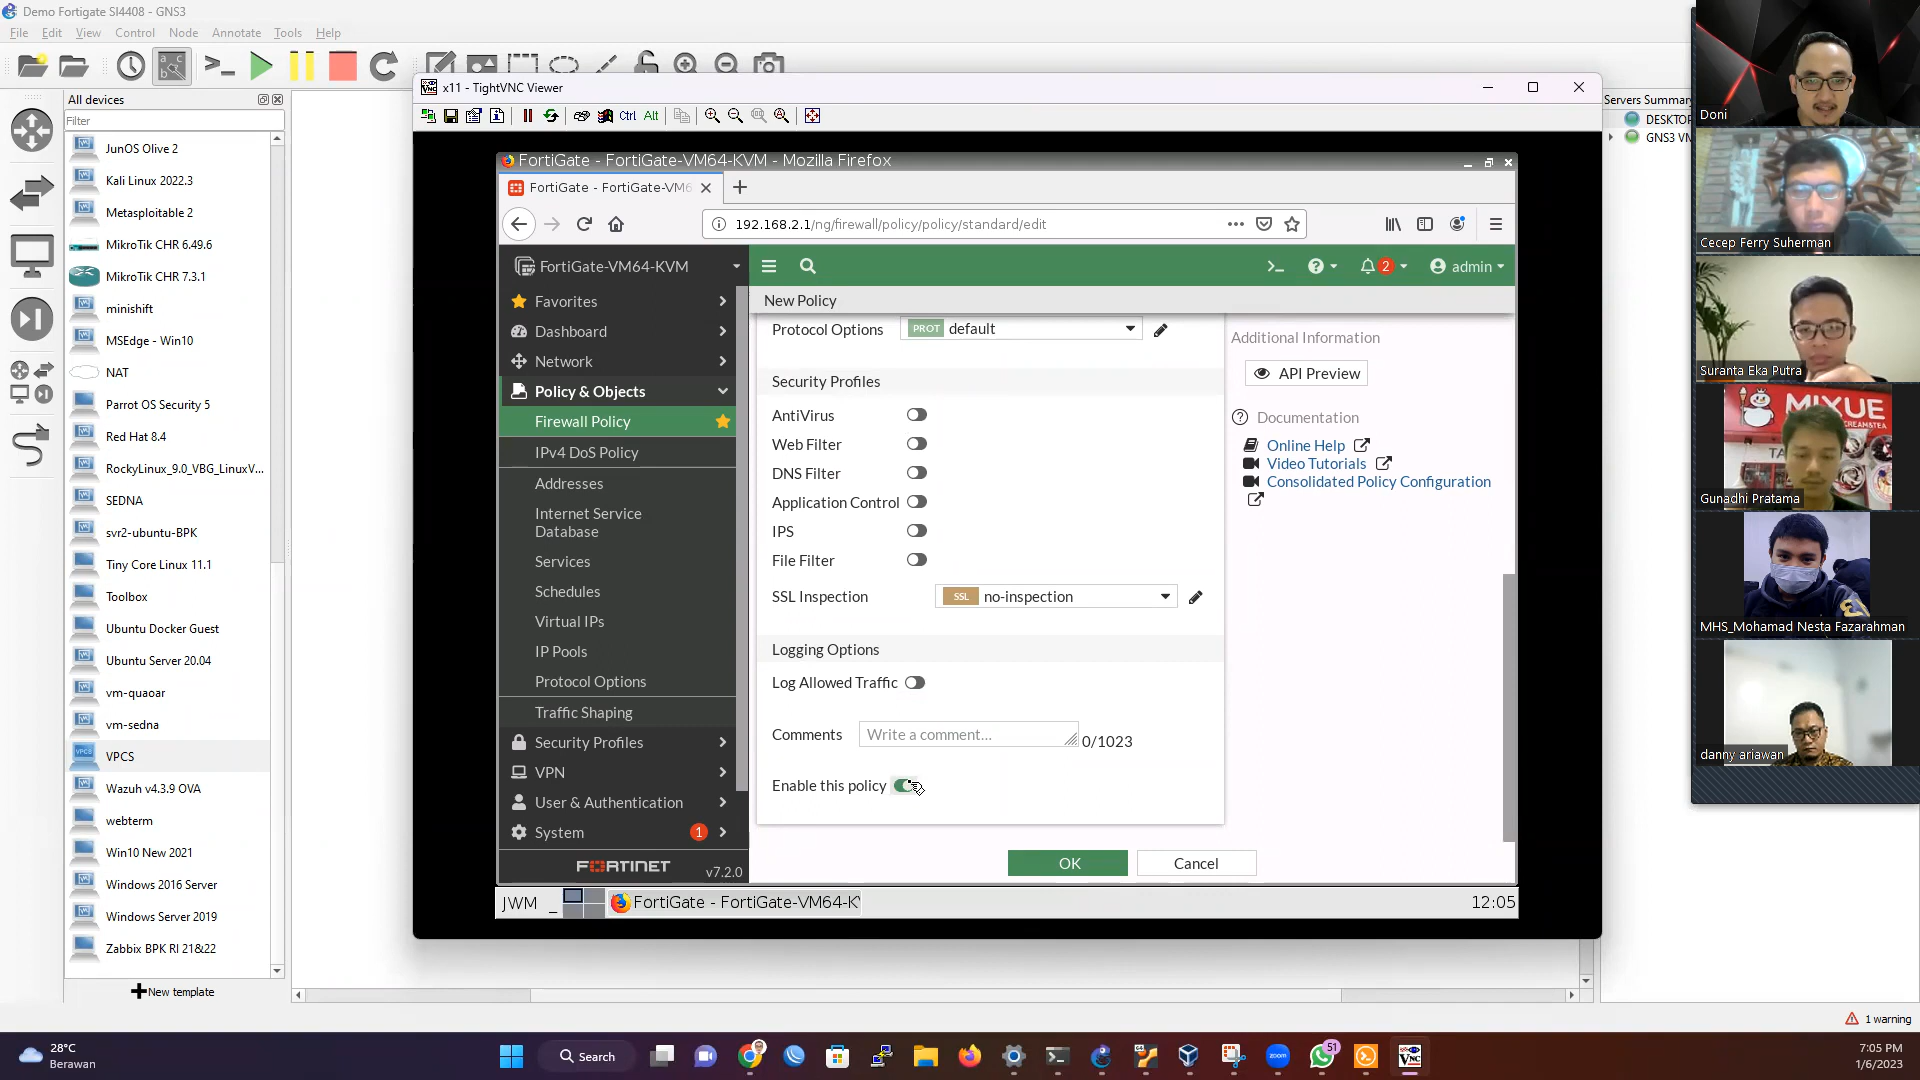 Demo Fortigate SI4408 - GNS3
File Edit View Control Node Annotate Tools Help
All devices
Filter
JunOS Olive 2
Kali Linux 2022.3
Metasploitable 2
MikroTik CHR 6.49.6
MikroTik CHR 7.3.1
minishift
MSEdge - Win10
NAT
Parrot OS Security 5
Red Hat 8.4
RockyLinux_9.0_VBG_LinuxV...
SEDNA
svr2-ubuntu-BPK
Tiny Core Linux 11.1
Toolbox
Ubuntu Docker Guest
Ubuntu Server 20.04
vm-quaoar
vm-sedna
VPCS
Wazuh v4.3.9 OVA
webterm
Win10 New 2021
Windows 2016 Server
Windows Server 2019
Zabbix BPK RI 21&22
New template
x11 - TightVNC Viewer
Ctrl Alt
FortiGate - FortiGate-VM64-KVM - Mozilla Firefox
FortiGate - FortiGate-VM6
192.168.2.1/ng/firewall/policy/policy/standard/edit
FortiGate-VM64-KVM
2
admin
Favorites
Dashboard
Network
Policy & Objects
Firewall Policy
IPv4 DoS Policy
Addresses
Internet Service
Database
Services
Schedules
Virtual IPs
IP Pools
Protocol Options
Traffic Shaping
Security Profiles
VPN
User & Authentication
System 1
FORTINET v7.2.0
New Policy
Protocol Options PROT default
Security Profiles
AntiVirus
Web Filter
DNS Filter
Application Control
IPS
File Filter
SSL Inspection SSL no-inspection
Logging Options
Log Allowed Traffic
Comments Write a comment... 0/1023
Enable this policy
OK Cancel
Additional Information
API Preview
Documentation
Online Help
Video Tutorials
Consolidated Policy Configuration
JWM
FortiGate - FortiGate-VM64-KV
12:05
Servers Summary
DESKTOP
GNS3 VM
Doni
Cecep Ferry Suherman
Suranta Eka Putra
MIXUE
Gunadhi Pratama
MHS_Mohamad Nesta Fazarahman
danny ariawan
1 warning
28°C
Berawan
Search
zoom
51
VNC
7:05 PM
1/6/2023